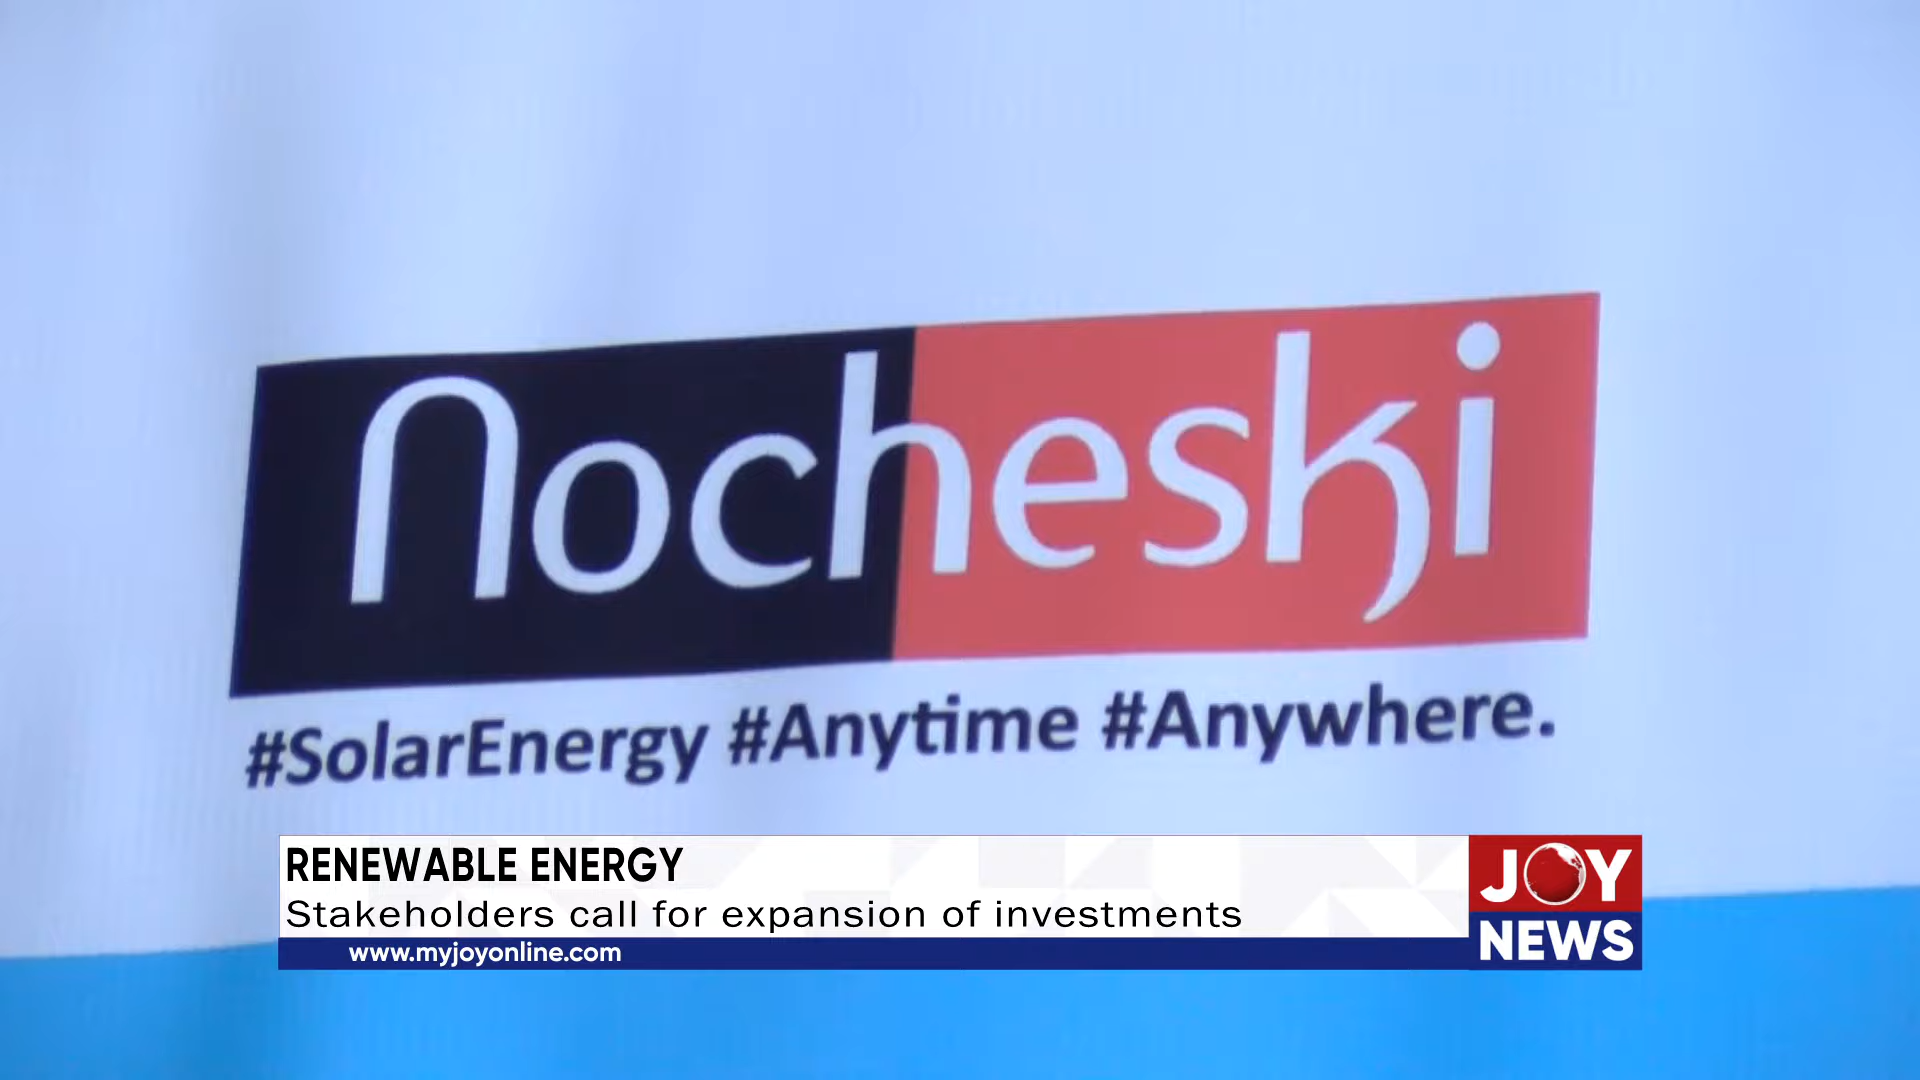 Nocheski
#SolarEnergy #Anytime #Anywhere.
RENEWABLE ENERGY
Stakeholders call for expansion of investments
www.myjoyonline.com
JOY
NEWS